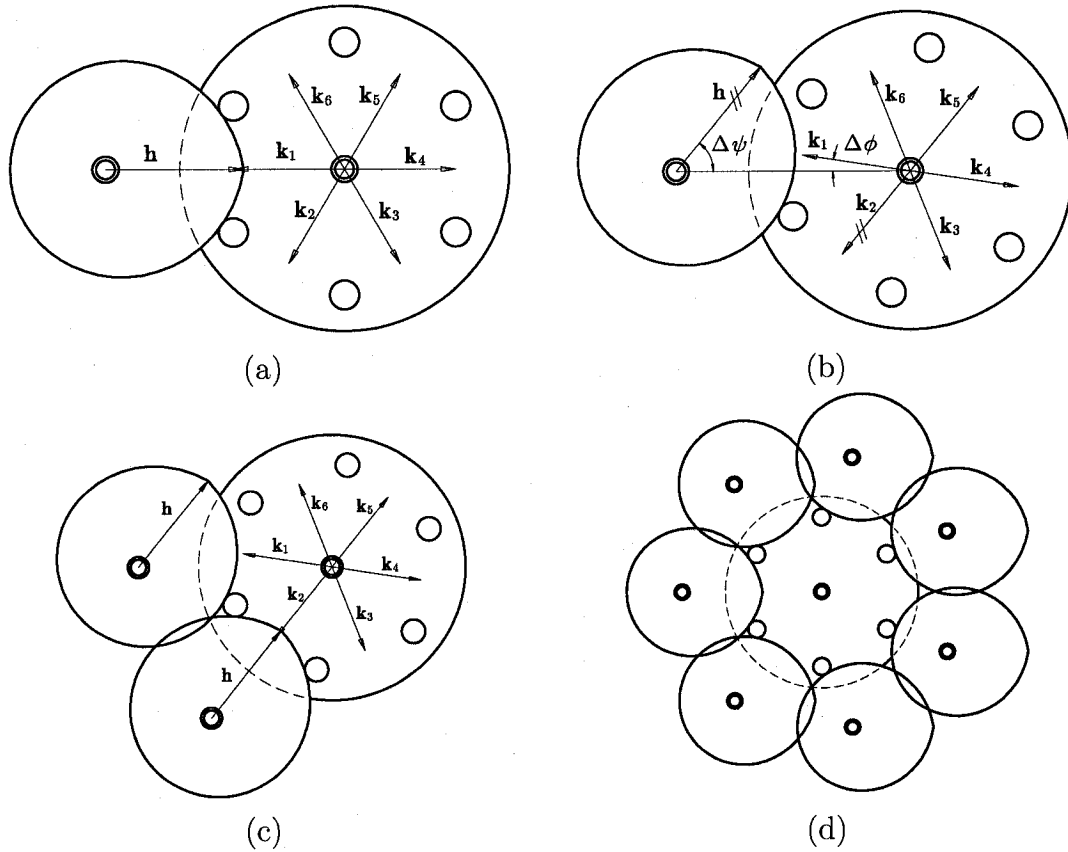 h k₁ k₂ k₃ k₄ k₅ k₆
(a)
h Δψ k₁ Δϕ k₂ k₃ k₄ k₅ k₆
(b)
h h k₁ k₂ k₃ k₄ k₅ k₆
(c)
(d)